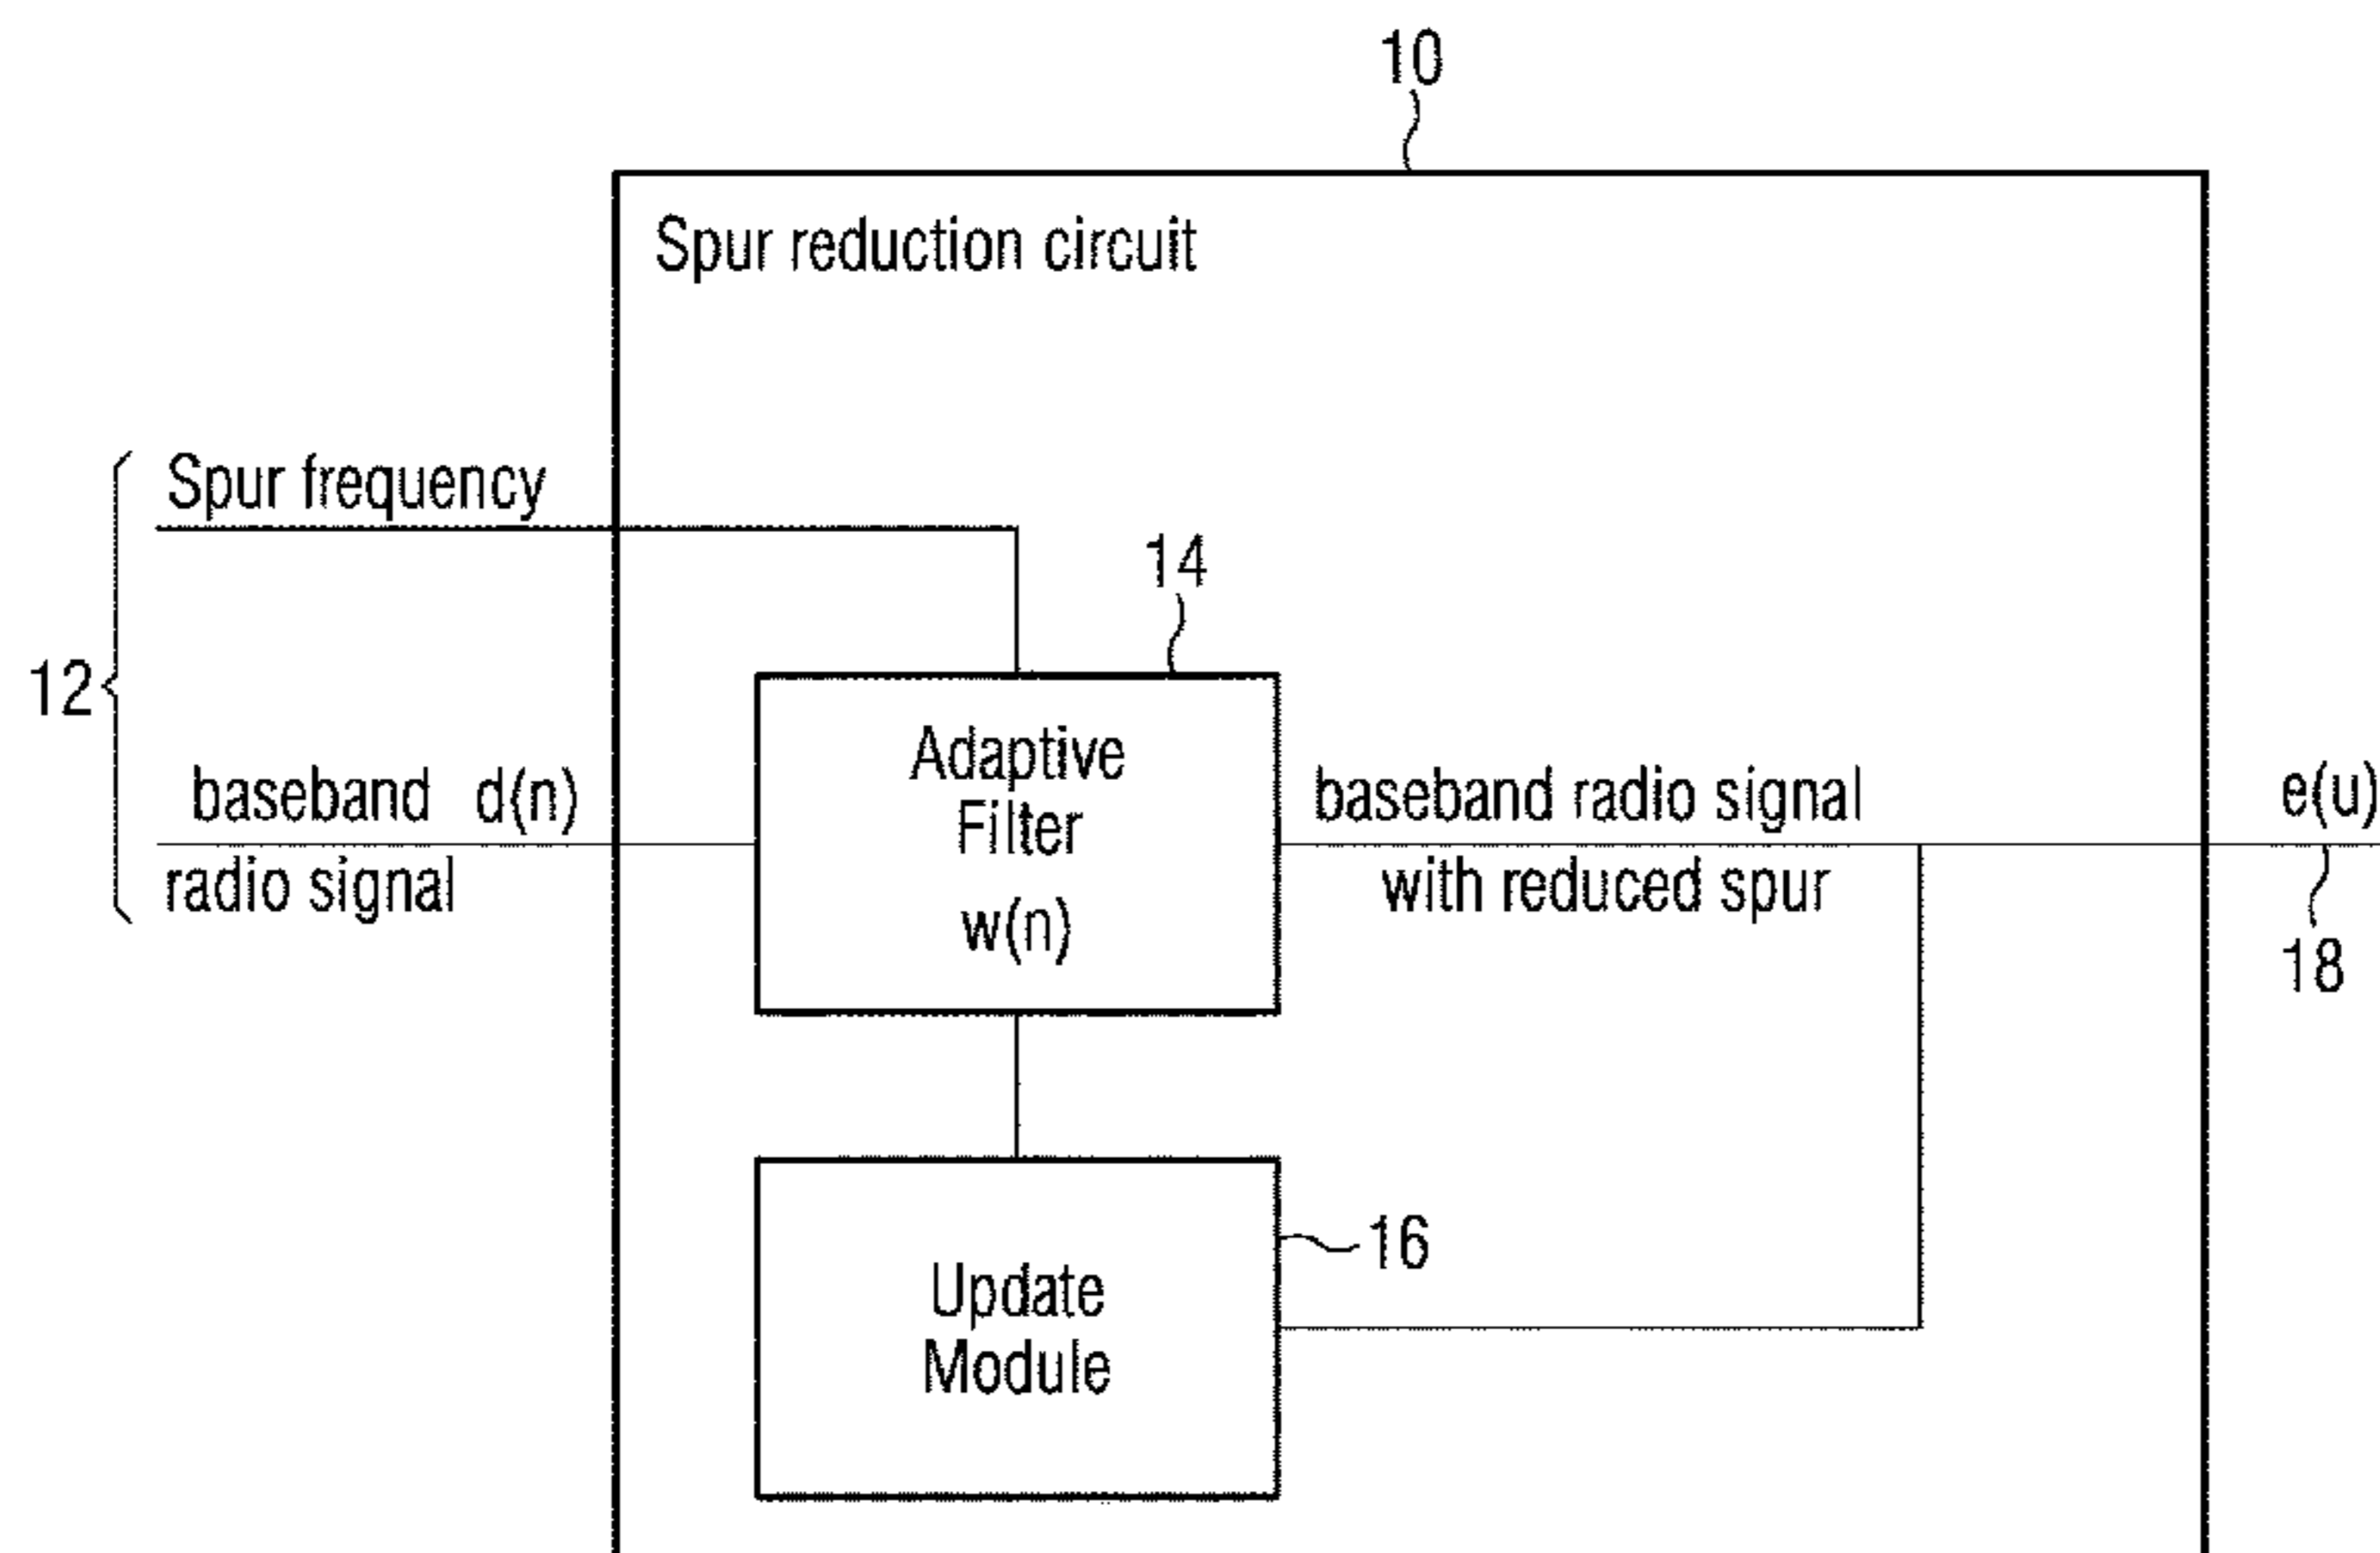 10
Spur reduction circuit
Spur frequency
14
12
Adaptive
Filter
w(n)
baseband d(n)
radio signal
baseband radio signal
with reduced spur
e(u)
18
16
Update
Module